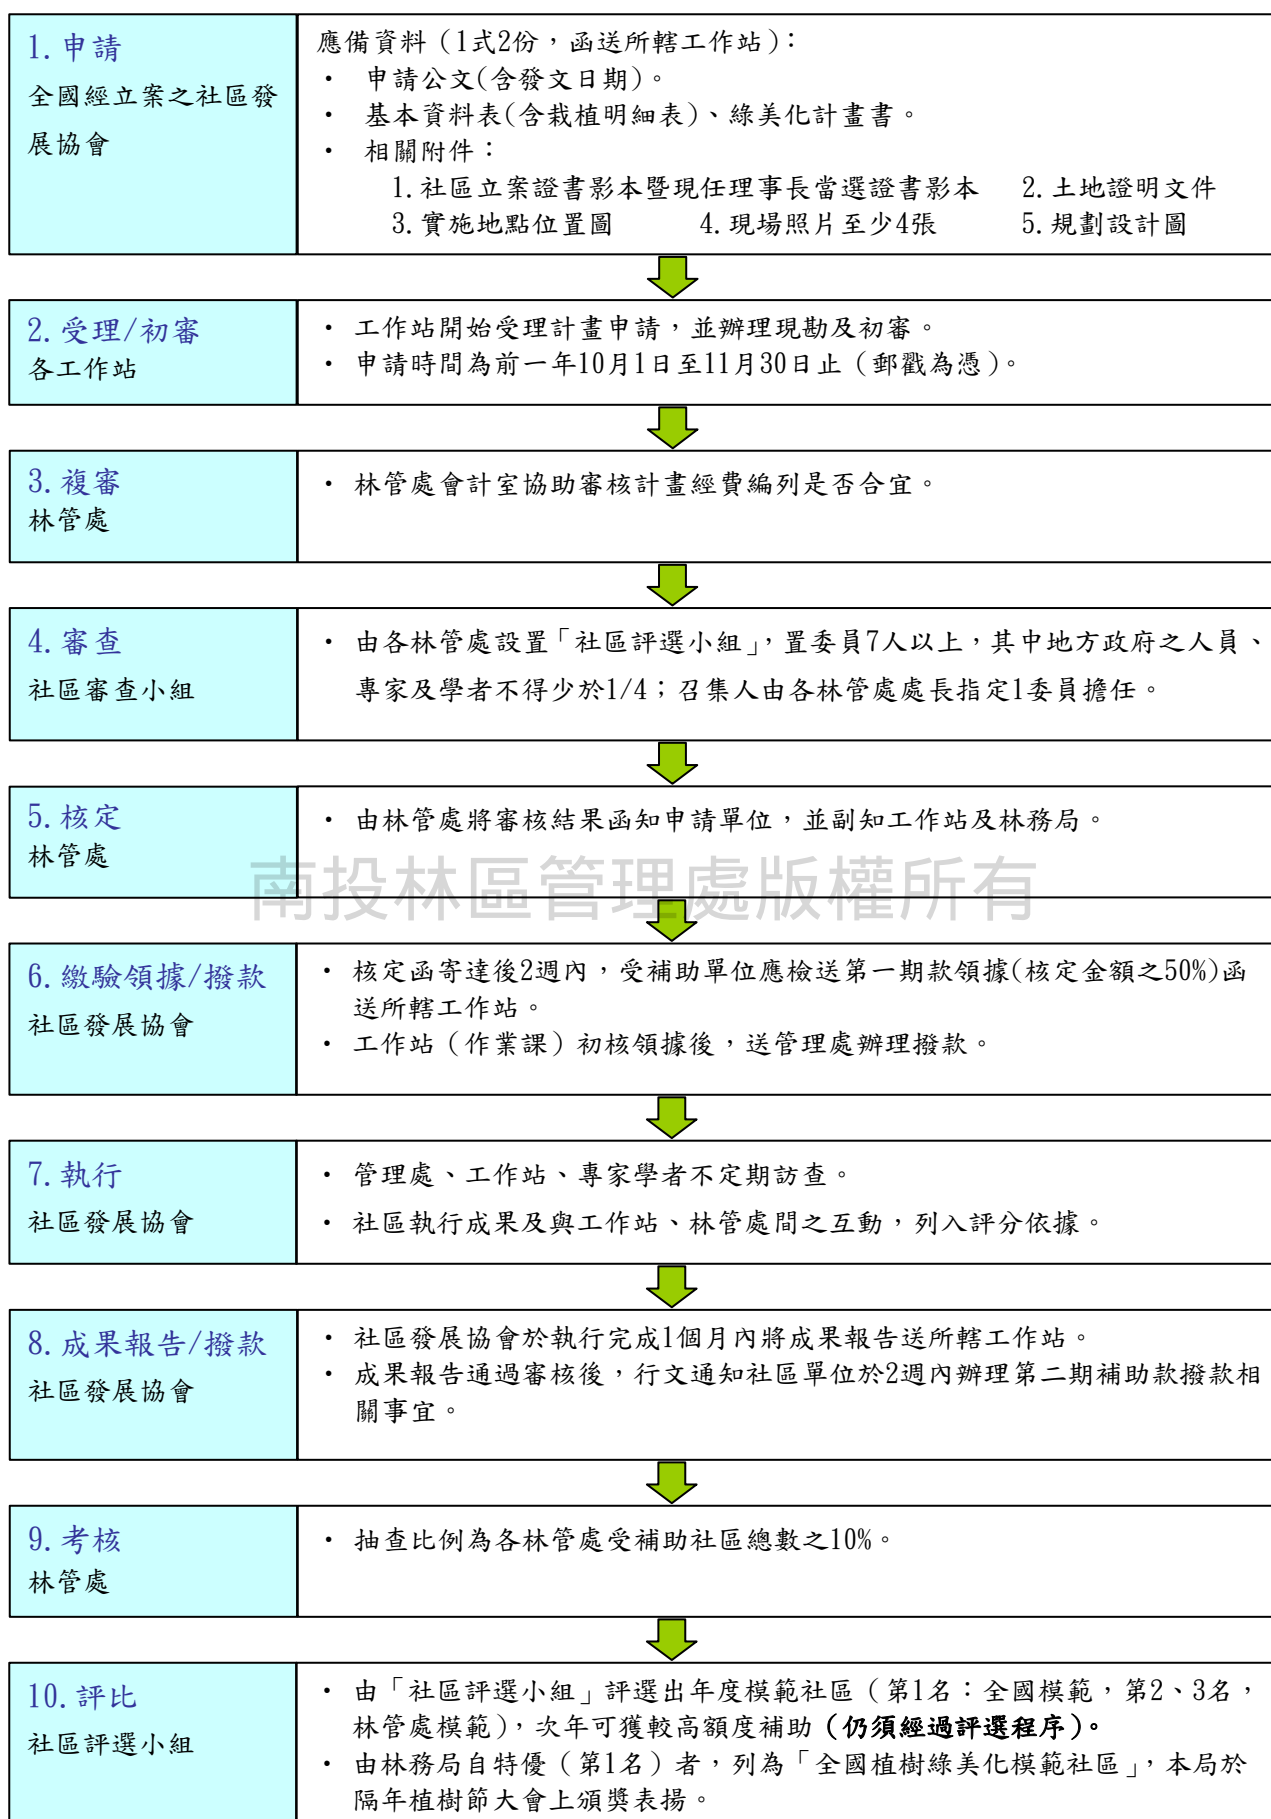 1.申請
全國經立案之社區發
展協會
應備資料（1式2份，函送所轄工作站）：
• 申請公文(含發文日期)。
• 基本資料表(含栽植明細表)、綠美化計畫書。
• 相關附件：
1.社區立案證書影本暨現任理事長當選證書影本 2.土地證明文件
3.實施地點位置圖 4.現場照片至少4張 5.規劃設計圖
2.受理/初審
各工作站
• 工作站開始受理計畫申請，並辦理現勘及初審。
• 申請時間為前一年10月1日至11月30日止（郵戳為憑）。
3.複審
林管處
• 林管處會計室協助審核計畫經費編列是否合宜。
4.審查
社區審查小組
• 由各林管處設置「社區評選小組」，置委員7人以上，其中地方政府之人員、
專家及學者不得少於1/4；召集人由各林管處處長指定1委員擔任。
5.核定
林管處
• 由林管處將審核結果函知申請單位，並副知工作站及林務局。
南投林區管理處版權所有
6.繳驗領據/撥款
社區發展協會
• 核定函寄達後2週內，受補助單位應檢送第一期款領據(核定金額之50%)函
送所轄工作站。
• 工作站（作業課）初核領據後，送管理處辦理撥款。
7.執行
社區發展協會
• 管理處、工作站、專家學者不定期訪查。
• 社區執行成果及與工作站、林管處間之互動，列入評分依據。
8.成果報告/撥款
社區發展協會
• 社區發展協會於執行完成1個月內將成果報告送所轄工作站。
• 成果報告通過審核後，行文通知社區單位於2週內辦理第二期補助款撥款相
關事宜。
9.考核
林管處
• 抽查比例為各林管處受補助社區總數之10%。
10.評比
社區評選小組
• 由「社區評選小組」評選出年度模範社區（第1名：全國模範，第2、3名，
林管處模範），次年可獲較高額度補助（仍須經過評選程序）。
• 由林務局自特優（第1名）者，列為「全國植樹綠美化模範社區」，本局於
隔年植樹節大會上頒獎表揚。